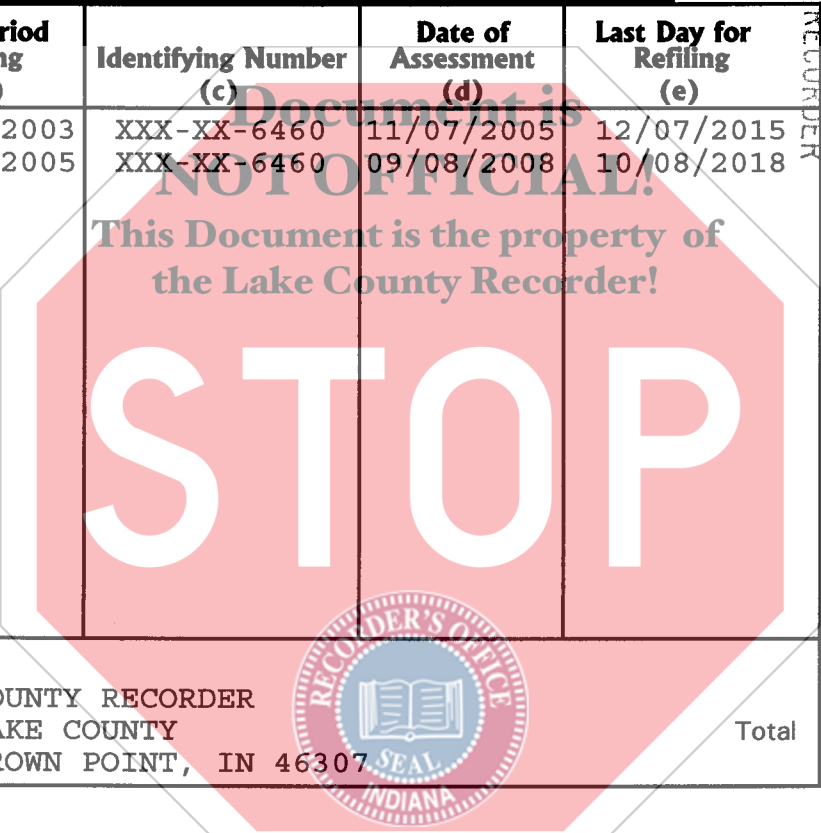 riod
ng
)
Identifying Number
(c)
Date of
Assessment
(d)
Last Day for
Refiling
(e)
RECORDER
2003 XXX-XX-6460 11/07/2005 12/07/2015
2005 XXX-XX-6460 09/08/2008 10/08/2018
Document is
NOT OFFICIAL!
This Document is the property of
the Lake County Recorder!
STOP
OUNTY RECORDER
AKE COUNTY
ROWN POINT, IN 46307
Total
RECORDER'S OFFICE
SEAL
INDIANA